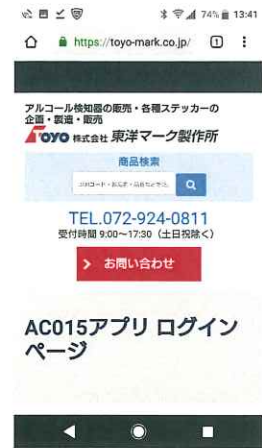 74% 13:41
https://toyo-mark.co.jp/ 1
アルコール検知器の販売・各種ステッカーの
企画・製造・販売
TOYO 株式会社 東洋マーク製作所
商品検索
TEL.072-924-0811
受付時間 9:00～17:30（土日祝除く）
> お問い合わせ
AC015アプリ ログイン
ページ